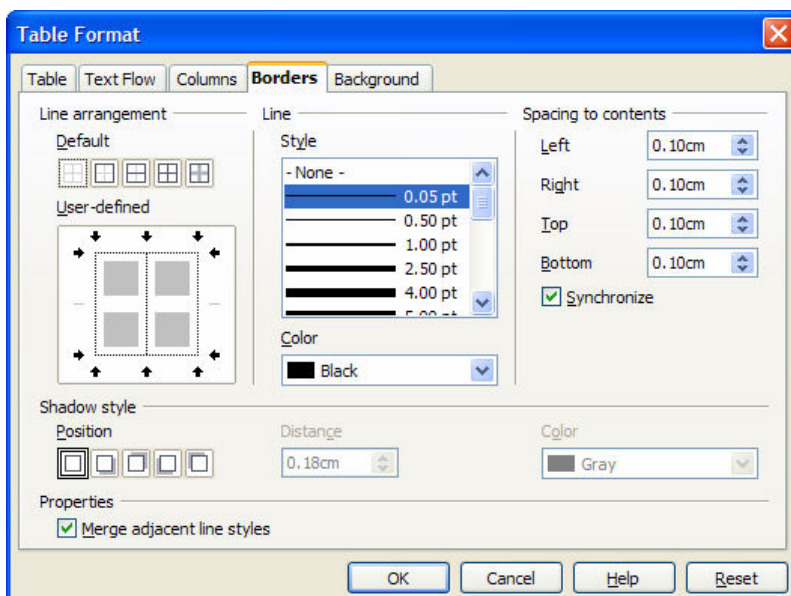 Table Format
Table Text Flow Columns Borders Background
Line arrangement Line Spacing to contents
Default Style Left 0.10cm
- None -
0.05 pt Right 0.10cm
User-defined 0.50 pt
1.00 pt Top 0.10cm
2.50 pt Bottom 0.10cm
4.00 pt Synchronize
5.00 pt
Color
Black
Shadow style
Position Distance Color
0.18cm Gray
Properties
Merge adjacent line styles
OK Cancel Help Reset